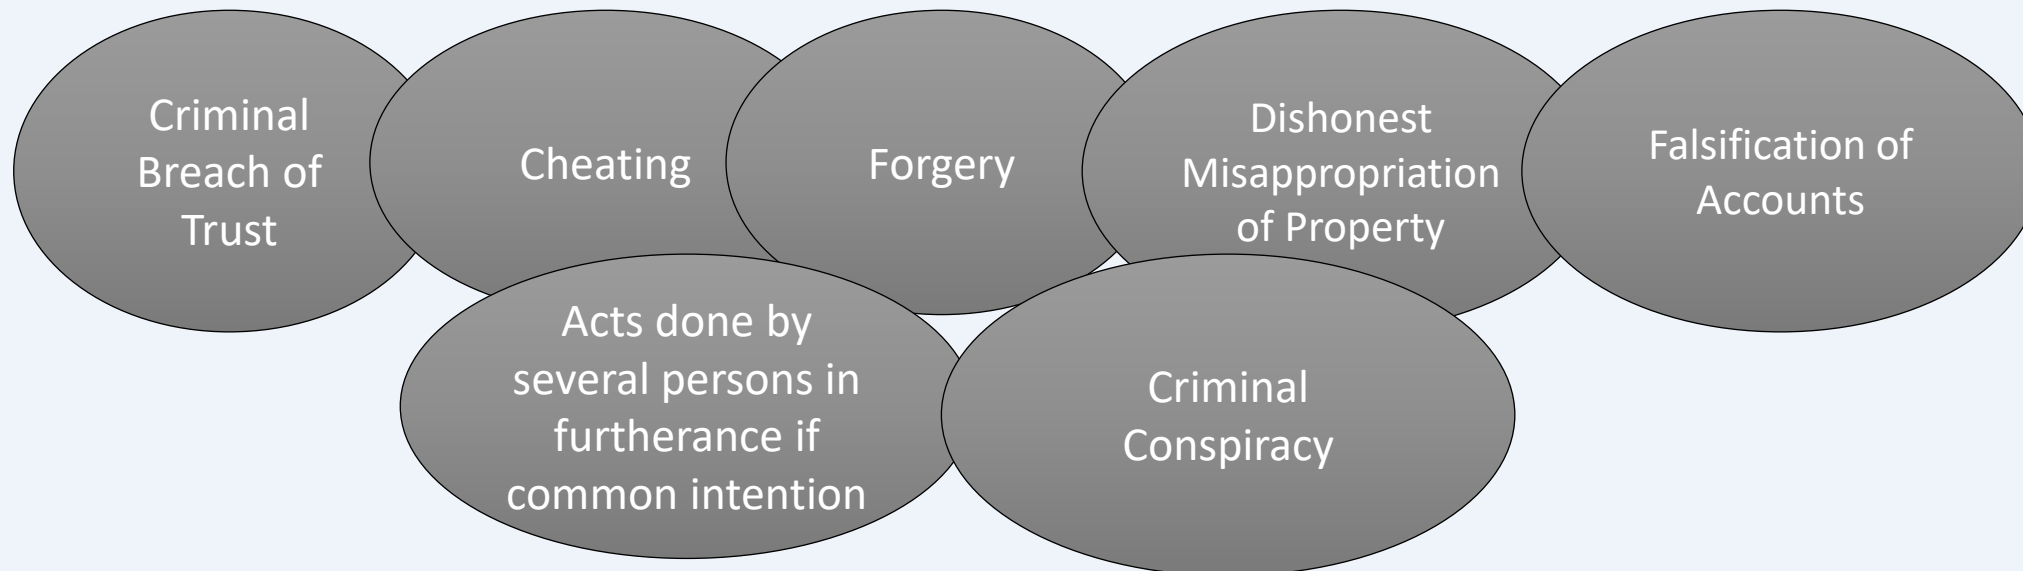 Criminal
Breach of
Trust
Cheating
Forgery
Dishonest
Misappropriation
of Property
Falsification of
Accounts
Acts done by
several persons in
furtherance if
common intention
Criminal
Conspiracy